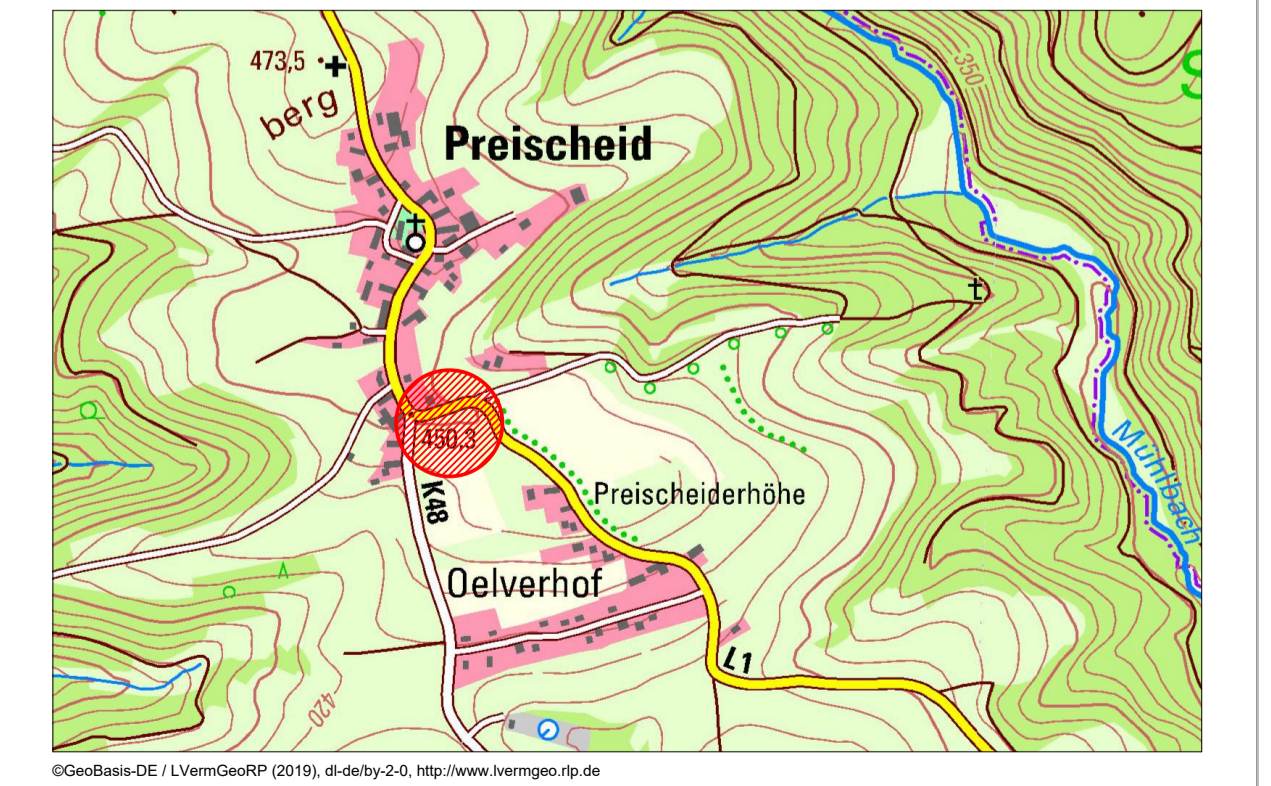 473,5
berg
Preischeid
350
S
450,3
K48
Preischeiderhöhe
Mühlbach
Oelverhof
L1
420
©GeoBasis-DE / LVermGeoRP (2019), dl-de/by-2-0, http://www.lvermgeo.rlp.de